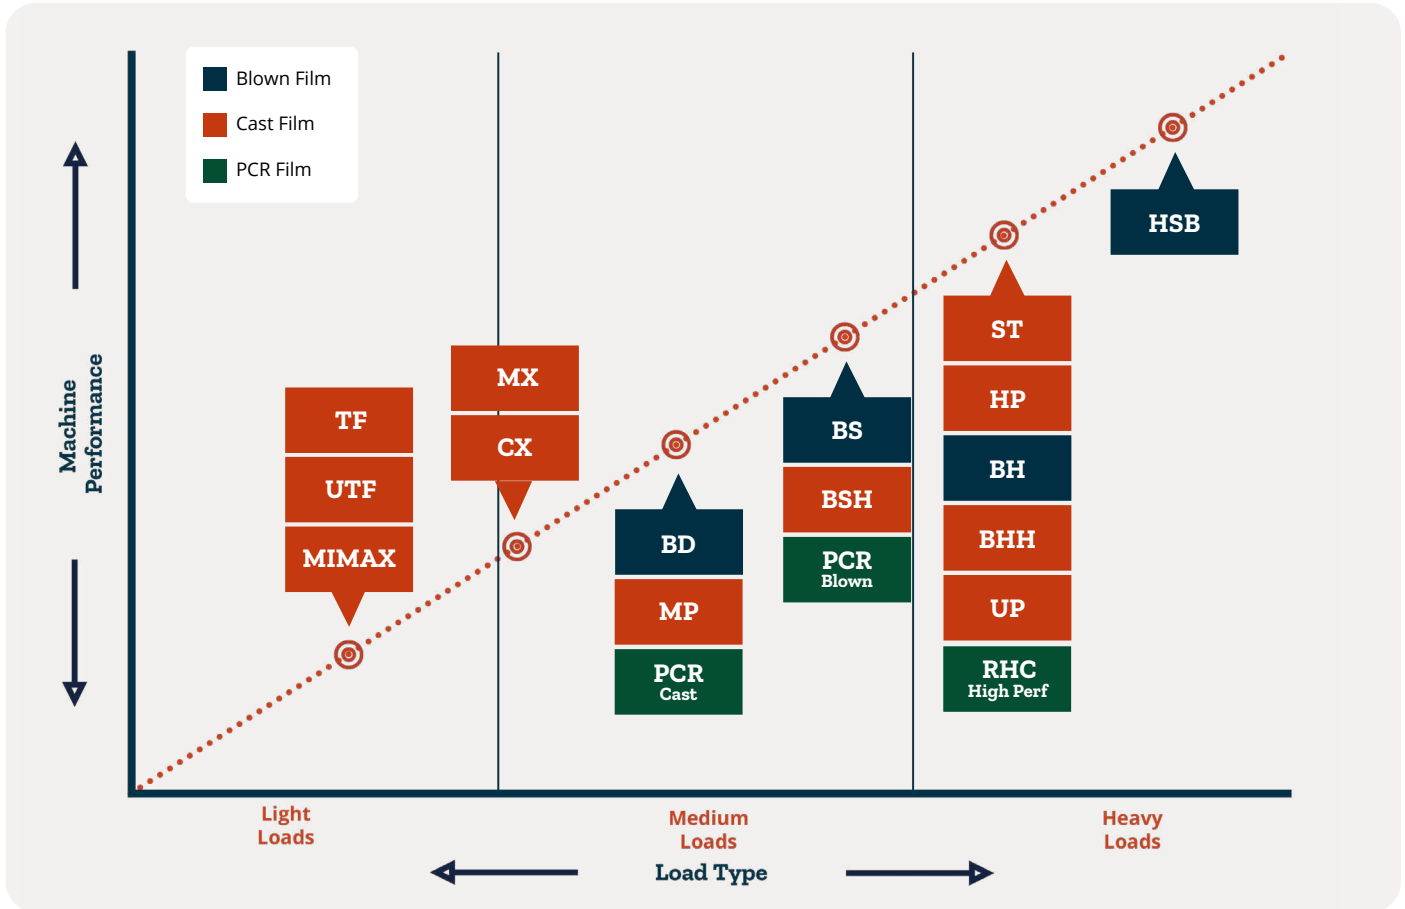 Blown Film
Cast Film
PCR Film
Machine
Performance
TF
UTF
MIMAX
MX
CX
BD
MP
PCR
Cast
BS
BSH
PCR
Blown
ST
HP
BH
BHH
UP
RHC
High Perf
HSB
Light
Loads
Medium
Loads
Heavy
Loads
Load Type